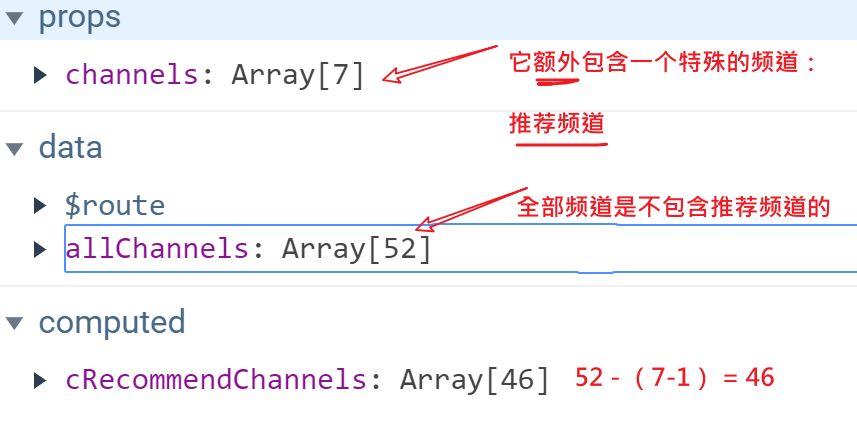 props
channels: Array[7]
它额外包含一个特殊的频道：
推荐频道
data
$route
全部频道是不包含推荐频道的
allChannels: Array[52]
computed
cRecommendChannels: Array[46] 52 -（7-1 ）= 46